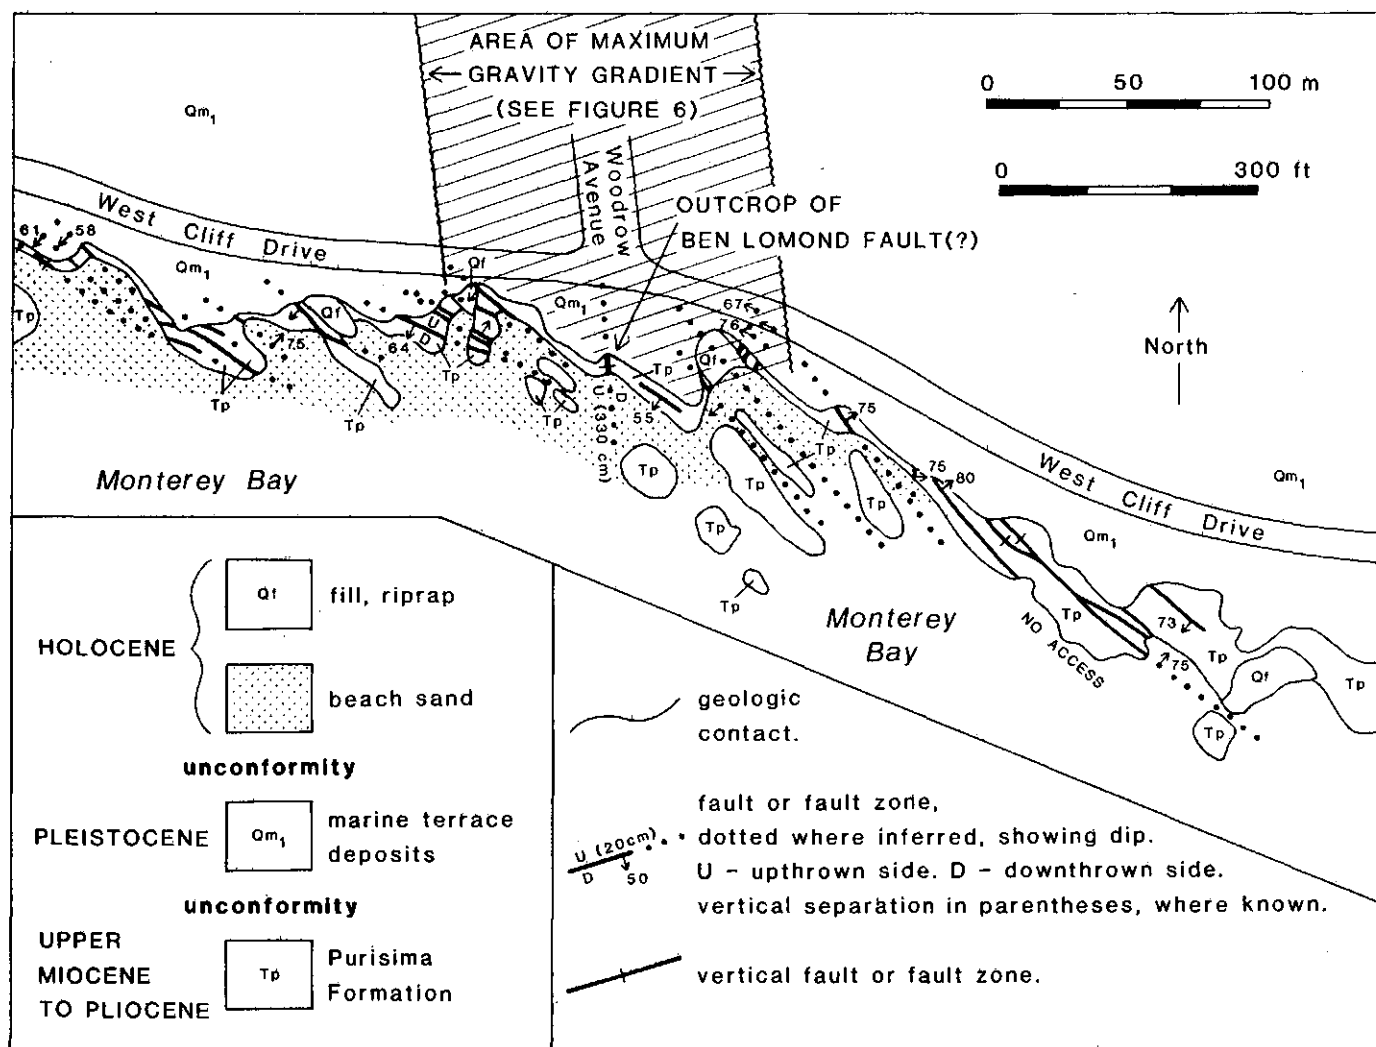 AREA OF MAXIMUM
GRAVITY GRADIENT
(SEE FIGURE 6)
0 50 100 m
0 300 ft
Qm1
Woodrow
Avenue
West Cliff Drive
OUTCROP OF
BEN LOMOND FAULT(?)
North
61
58
Qm1
Qf
Qm1
67
76
Tp
Qf
75
64
U
D
Tp
Tp
Qf
Tp
Tp
Tp
Tp
D
U (330 cm)
55
75
Tp
75
80
Tp
Tp
Tp
Tp
Tp
West Cliff Drive
Qm1
Qm1
Monterey Bay
Monterey
Bay
NO ACCESS
Tp
73
75
Tp
Qf
Tp
Tp
HOLOCENE
Qf
fill, riprap
beach sand
unconformity
PLEISTOCENE
Qm1
marine terrace
deposits
unconformity
UPPER
MIOCENE
TO PLIOCENE
Tp
Purisima
Formation
geologic
contact.
U (20cm)
D
50
fault or fault zone,
dotted where inferred, showing dip.
U - upthrown side. D - downthrown side.
vertical separation in parentheses, where known.
vertical fault or fault zone.